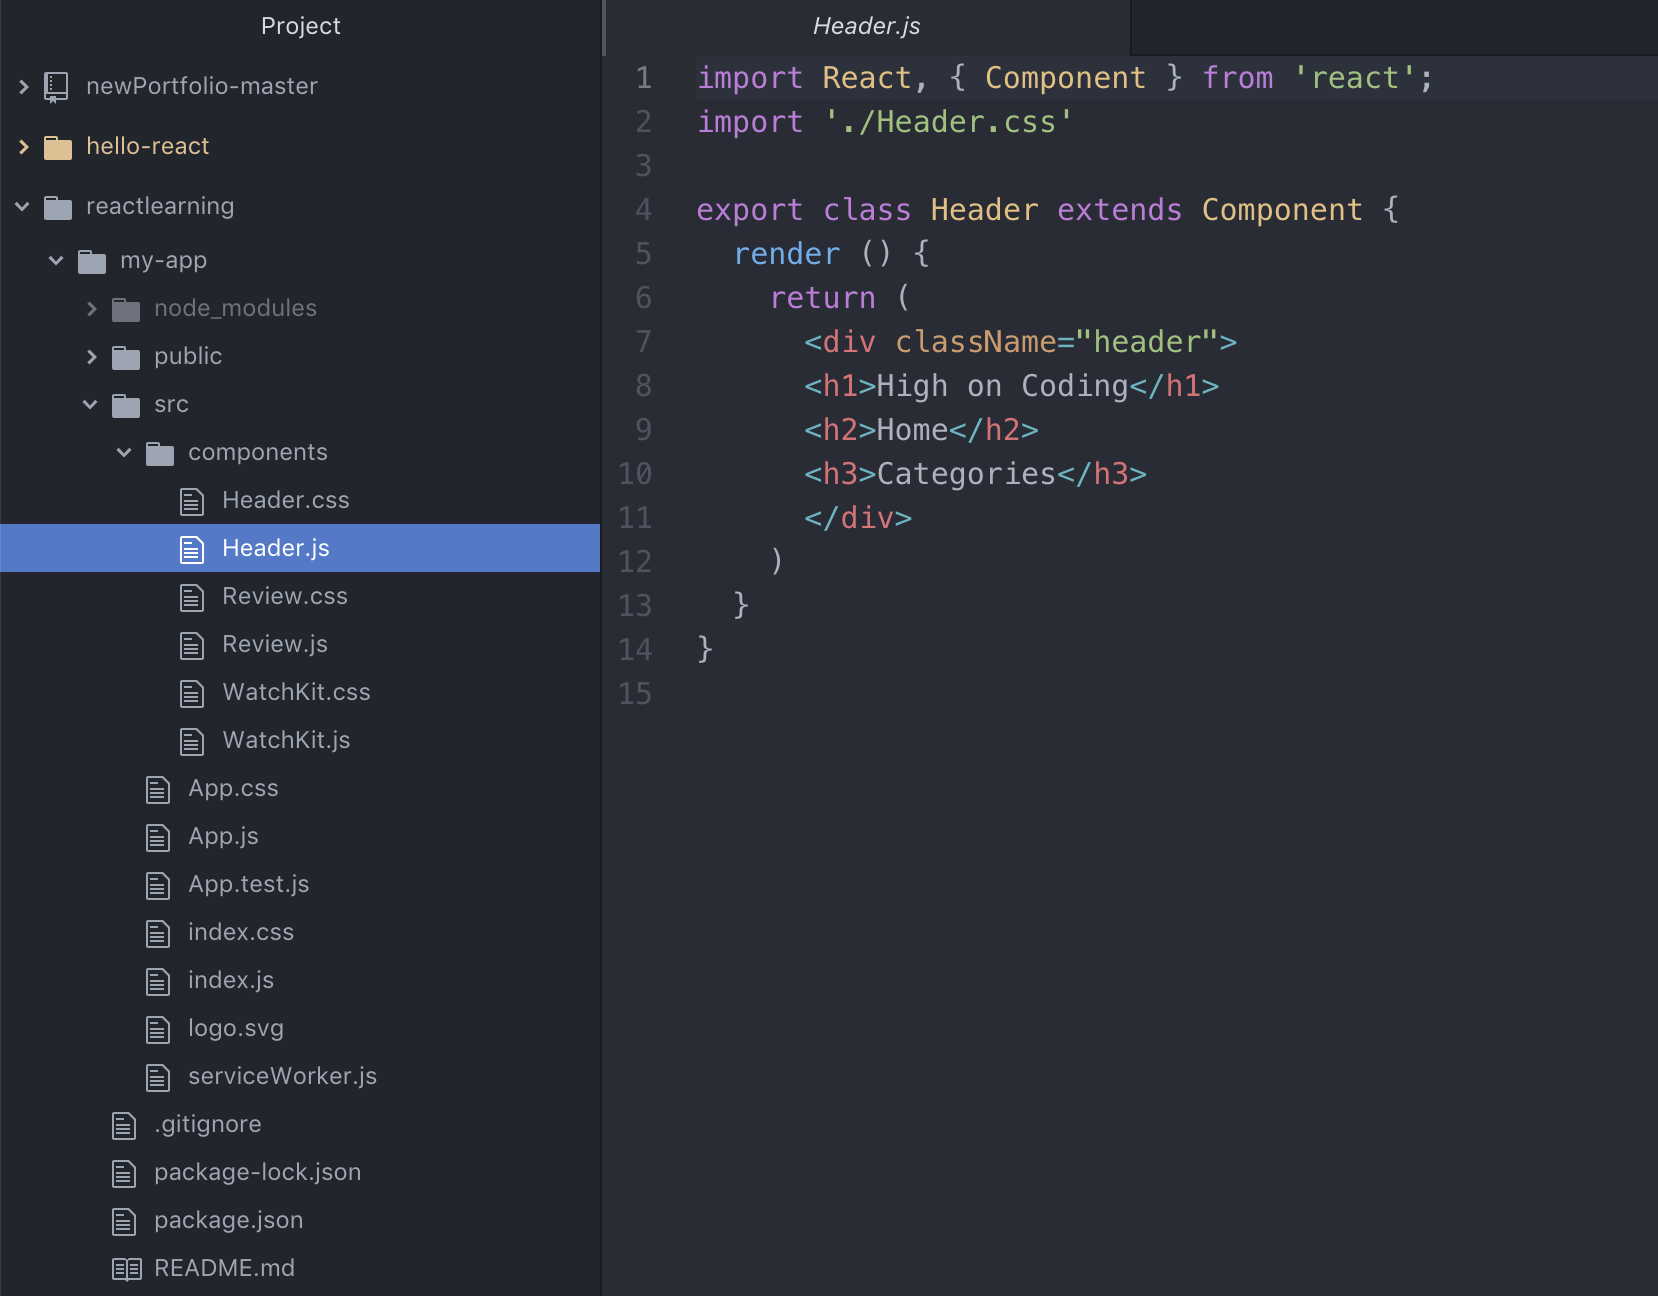 Project
newPortfolio-master
hello-react
reactlearning
my-app
node_modules
public
src
components
Header.css
Header.js
Review.css
Review.js
WatchKit.css
WatchKit.js
App.css
App.js
App.test.js
index.css
index.js
logo.svg
serviceWorker.js
.gitignore
package-lock.json
package.json
README.md
Header.js
1 import React, { Component } from 'react';
2 import './Header.css'
3
4 export class Header extends Component {
5   render () {
6     return (
7       <div className="header">
8       <h1>High on Coding</h1>
9       <h2>Home</h2>
10       <h3>Categories</h3>
11       </div>
12     )
13   }
14 }
15